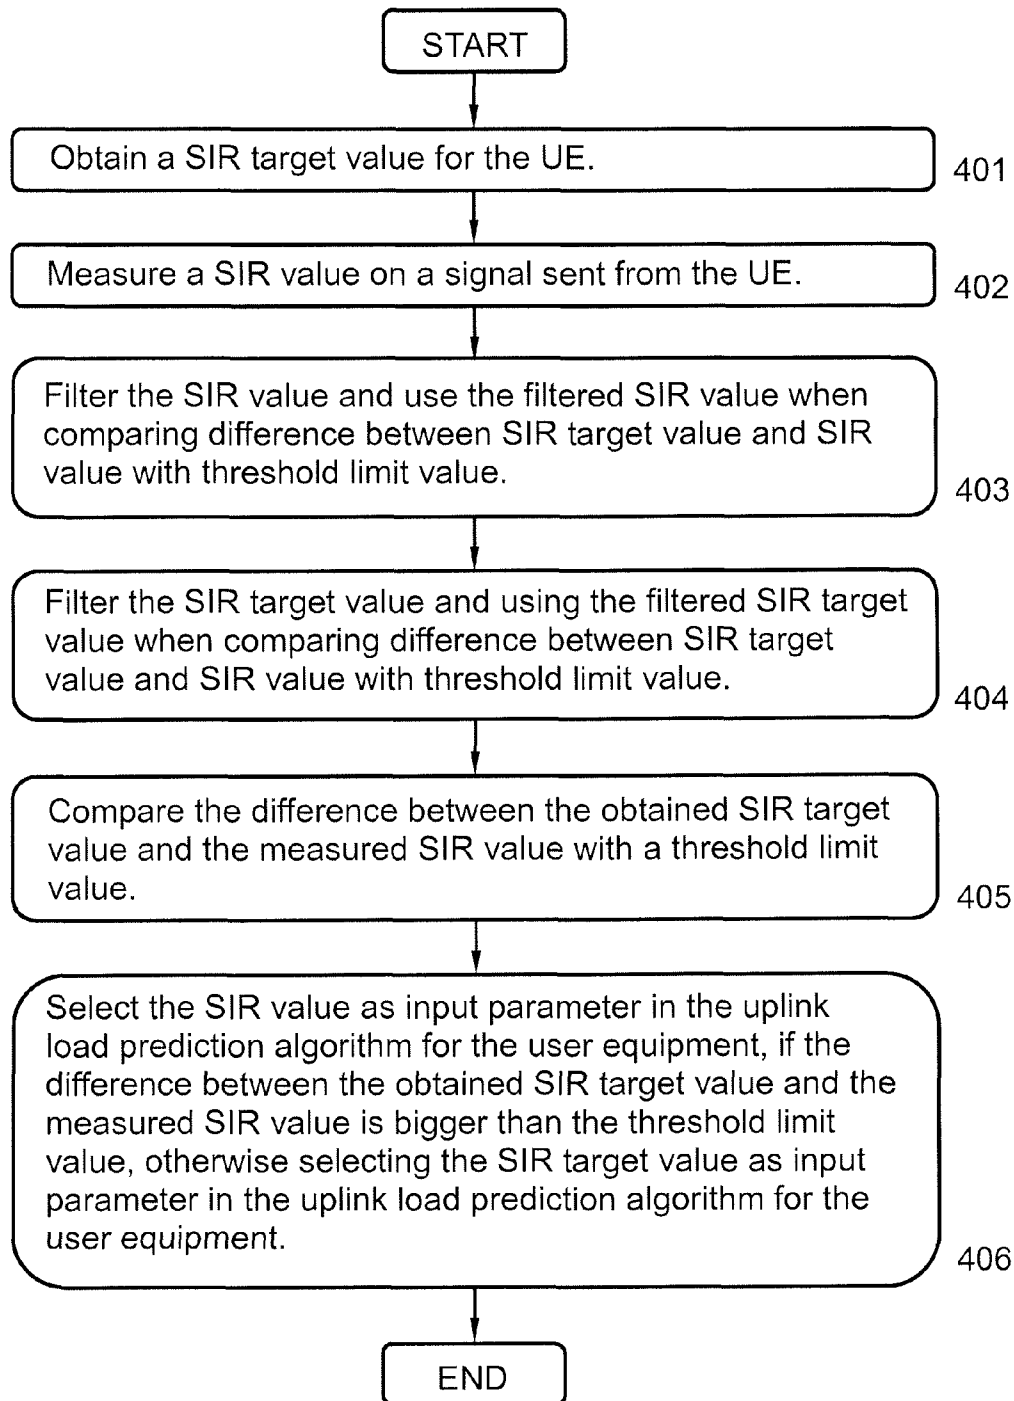 START
Obtain a SIR target value for the UE.
401
Measure a SIR value on a signal sent from the UE.
402
Filter the SIR value and use the filtered SIR value when
comparing difference between SIR target value and SIR
value with threshold limit value.
403
Filter the SIR target value and using the filtered SIR target
value when comparing difference between SIR target
value and SIR value with threshold limit value.
404
Compare the difference between the obtained SIR target
value and the measured SIR value with a threshold limit
value.
405
Select the SIR value as input parameter in the uplink
load prediction algorithm for the user equipment, if the
difference between the obtained SIR target value and the
measured SIR value is bigger than the threshold limit
value, otherwise selecting the SIR target value as input
parameter in the uplink load prediction algorithm for the
user equipment.
406
END